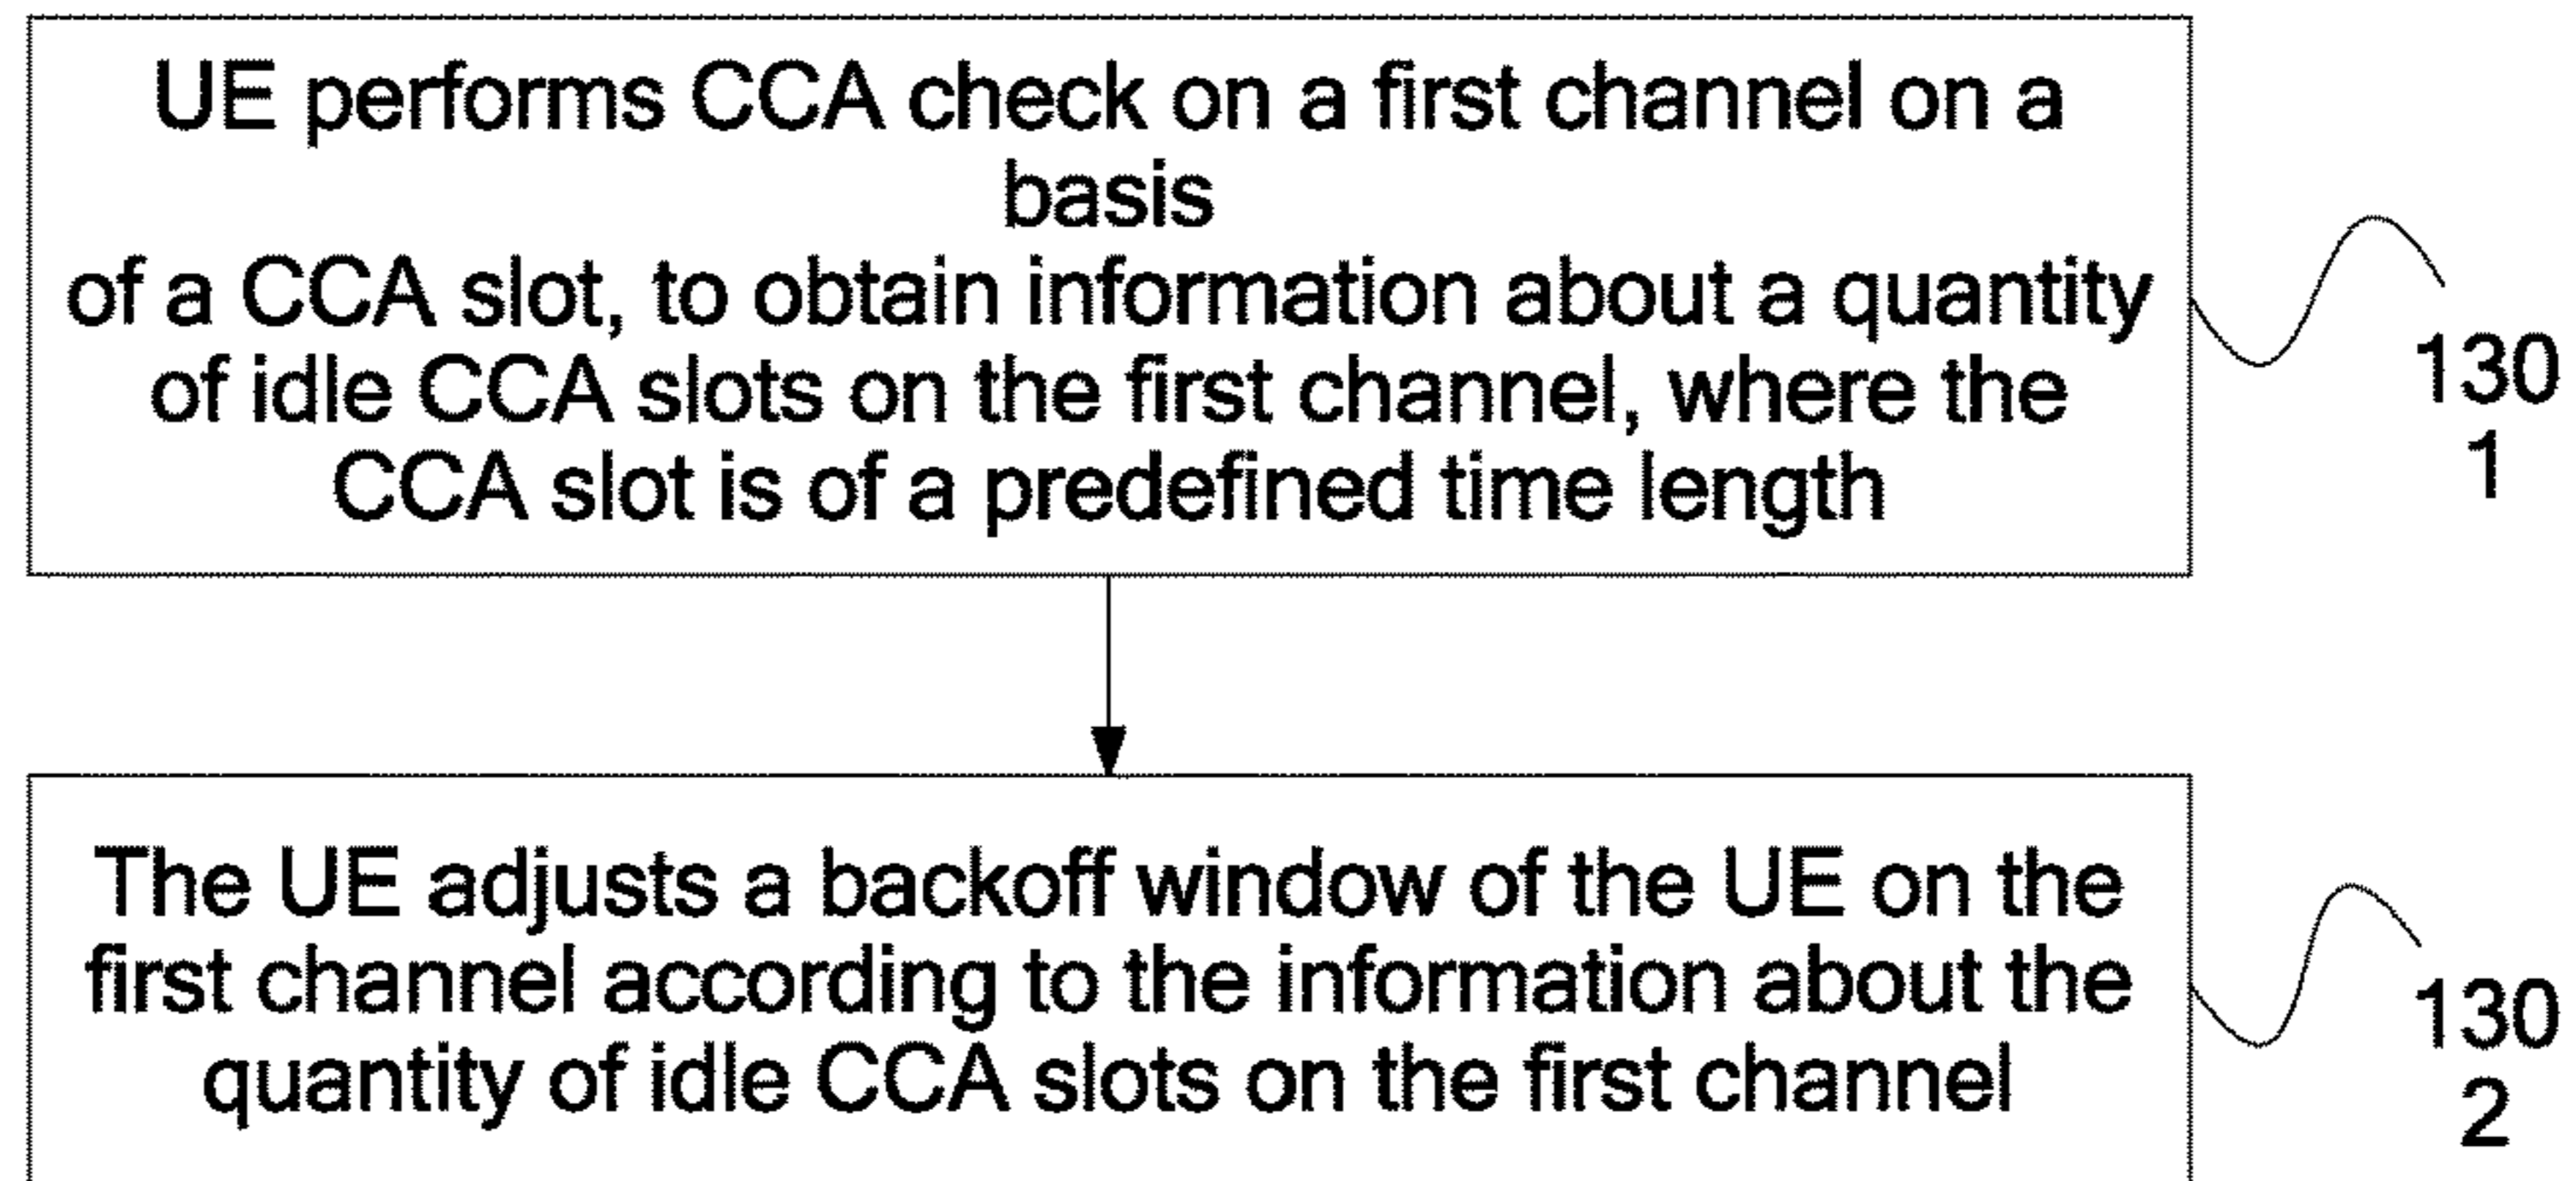 UE performs CCA check on a first channel on a
basis
of a CCA slot, to obtain information about a quantity
of idle CCA slots on the first channel, where the
CCA slot is of a predefined time length
130
1
The UE adjusts a backoff window of the UE on the
first channel according to the information about the
quantity of idle CCA slots on the first channel
130
2